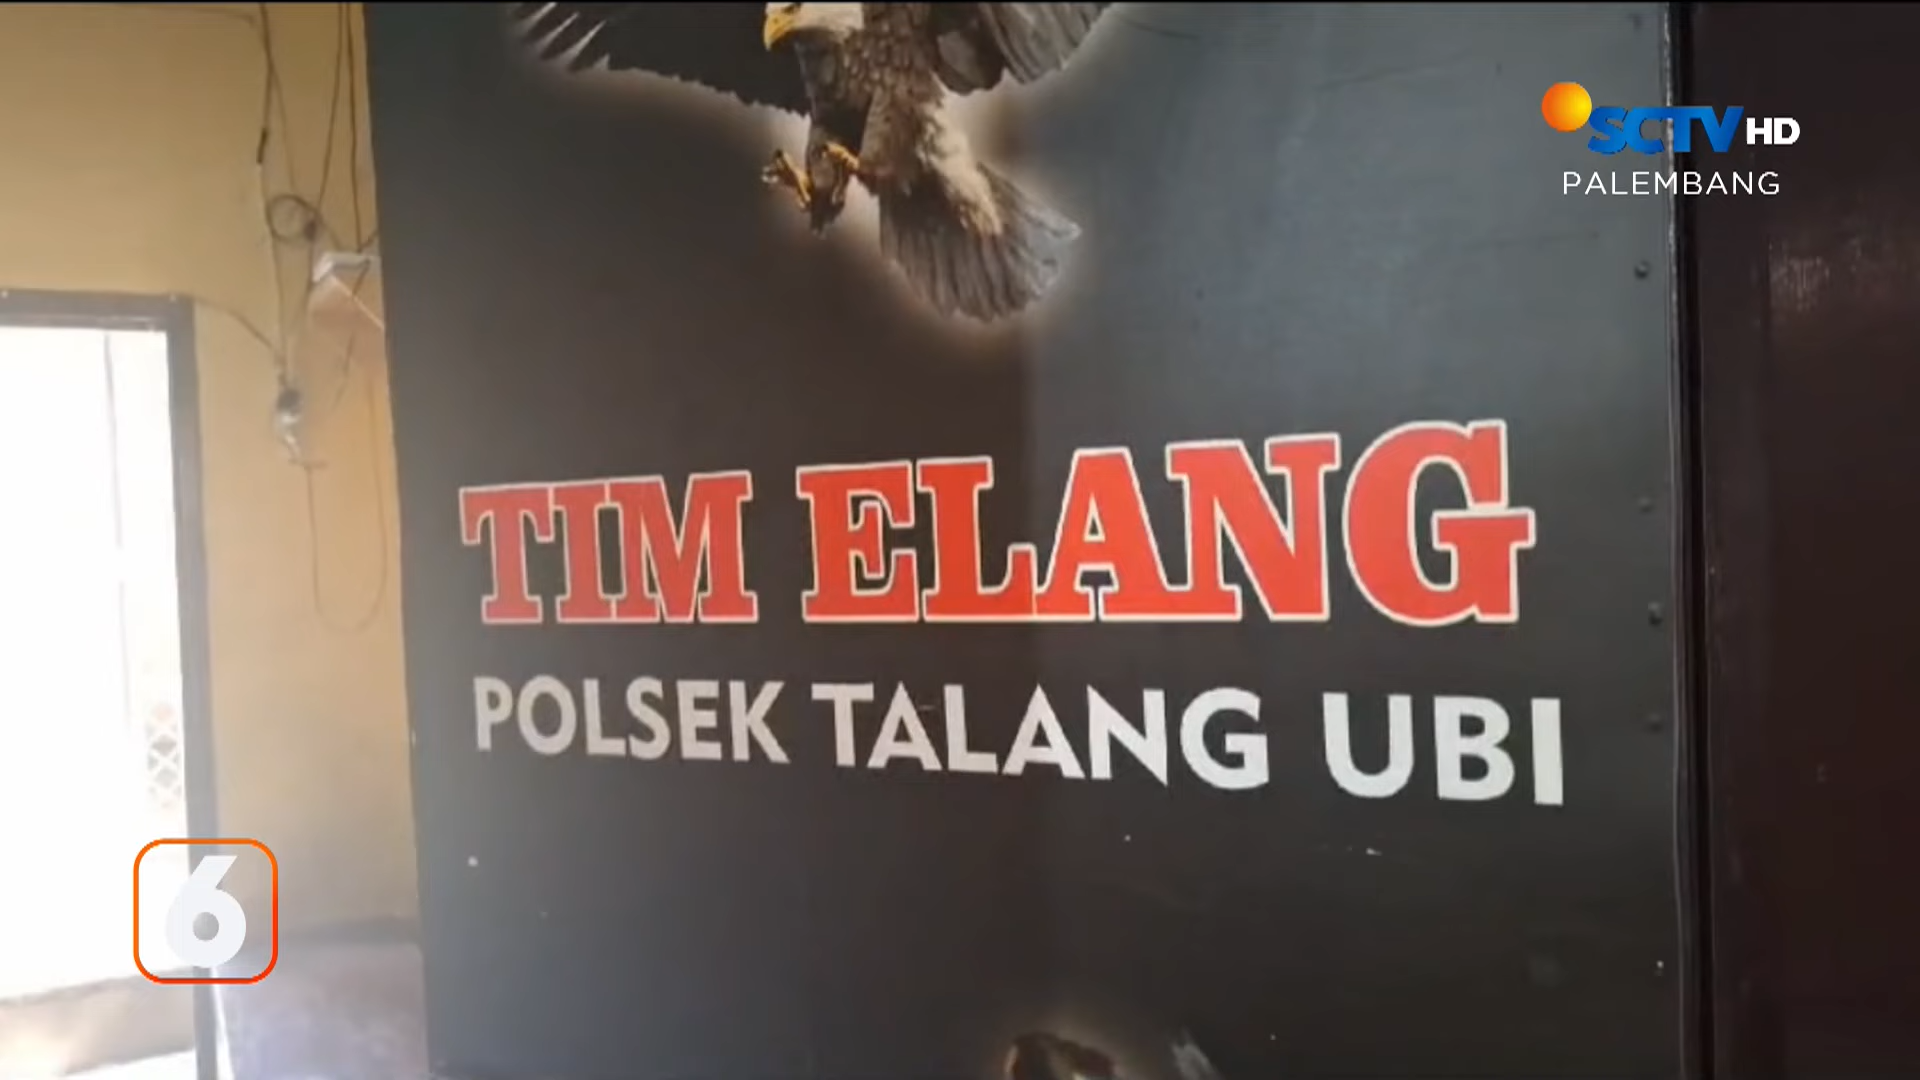 SCTV HD
PALEMBANG
TIM ELANG
POLSEK TALANG UBI
6